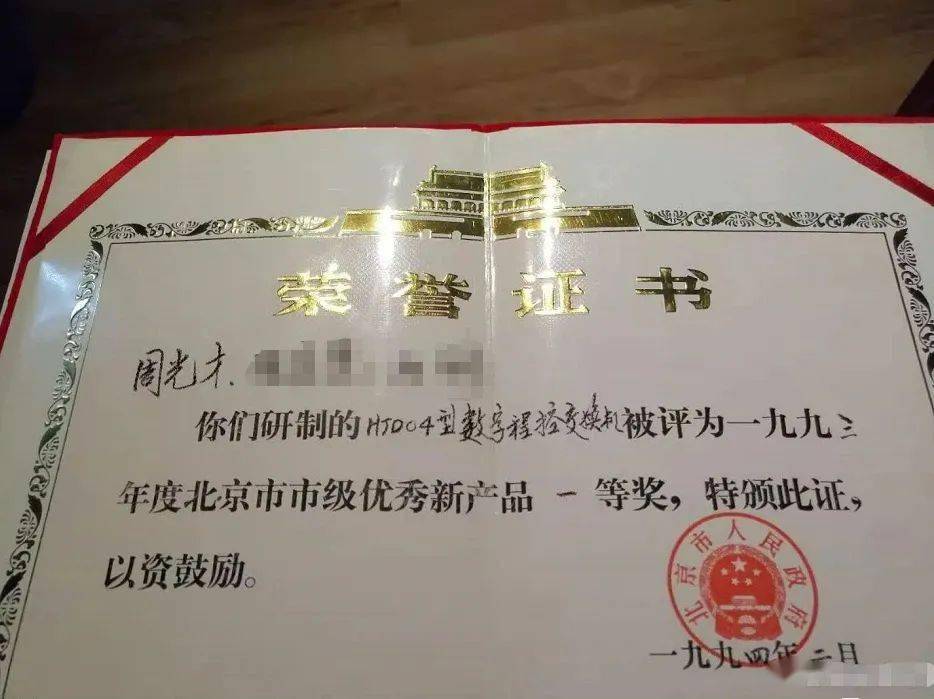 荣誉证书
周光才、
你们研制的HJD04型数字程控交换机被评为一九九三
年度北京市市级优秀新产品一等奖，特颁此证，
以资鼓励。
北京市人民政府
一九九四年二日